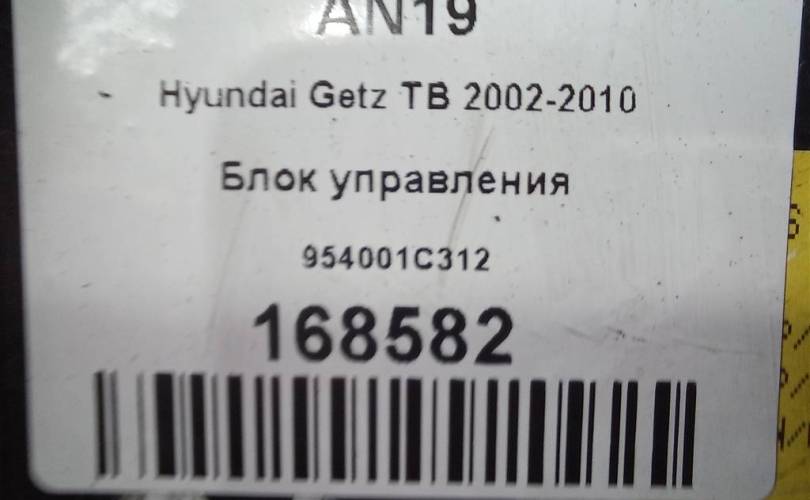 AN19
Hyundai Getz TB 2002-2010
Блок управления
954001C312
168582